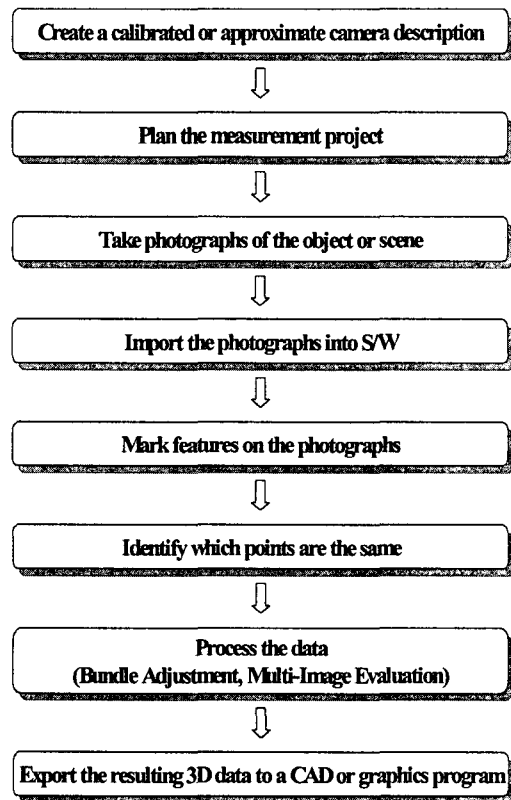 Create a calibrated or approximate camera description
Plan the measurement project
Take photographs of the object or scene
Import the photographs into S/W
Mark features on the photographs
Identify which points are the same
Process the data
(Bundle Adjustment, Multi-Image Evaluation)
Export the resulting 3D data to a CAD or graphics program